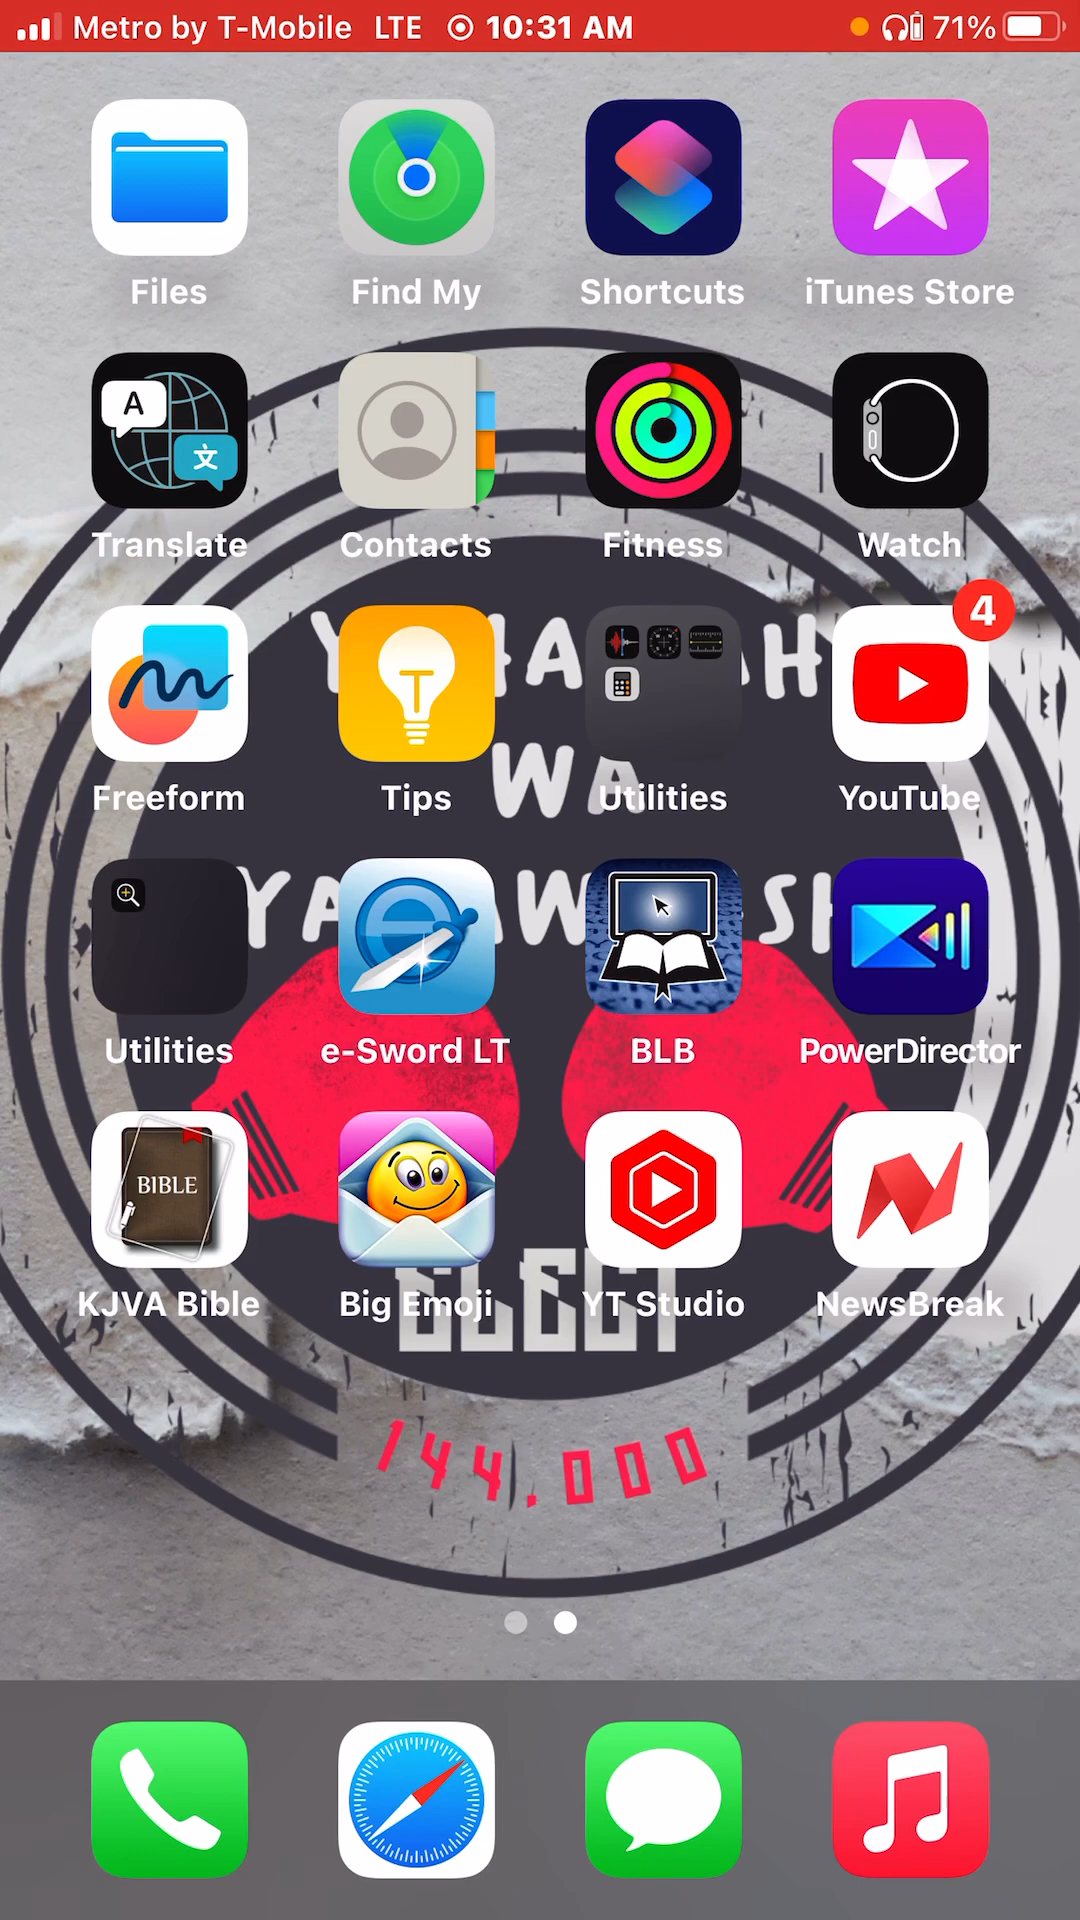 Metro by T-Mobile LTE 10:31 AM 71%
Files Find My Shortcuts iTunes Store
A
文
Translate Contacts Fitness Watch
4
Freeform Tips Utilities YouTube
WA
Utilities e-Sword LT BLB PowerDirector
BIBLE
KJVA Bible Big Emoji YT Studio NewsBreak
ELECT
144.000